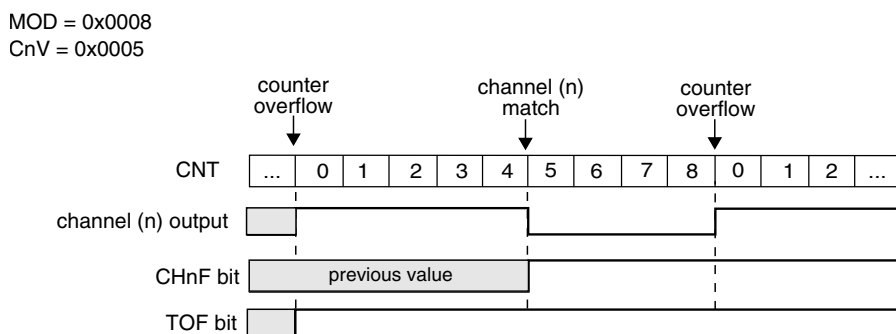 MOD = 0x0008
CnV = 0x0005
counter overflow
channel (n) match
counter overflow
CNT ... 0 1 2 3 4 5 6 7 8 0 1 2 ...
channel (n) output
CHnF bit previous value
TOF bit